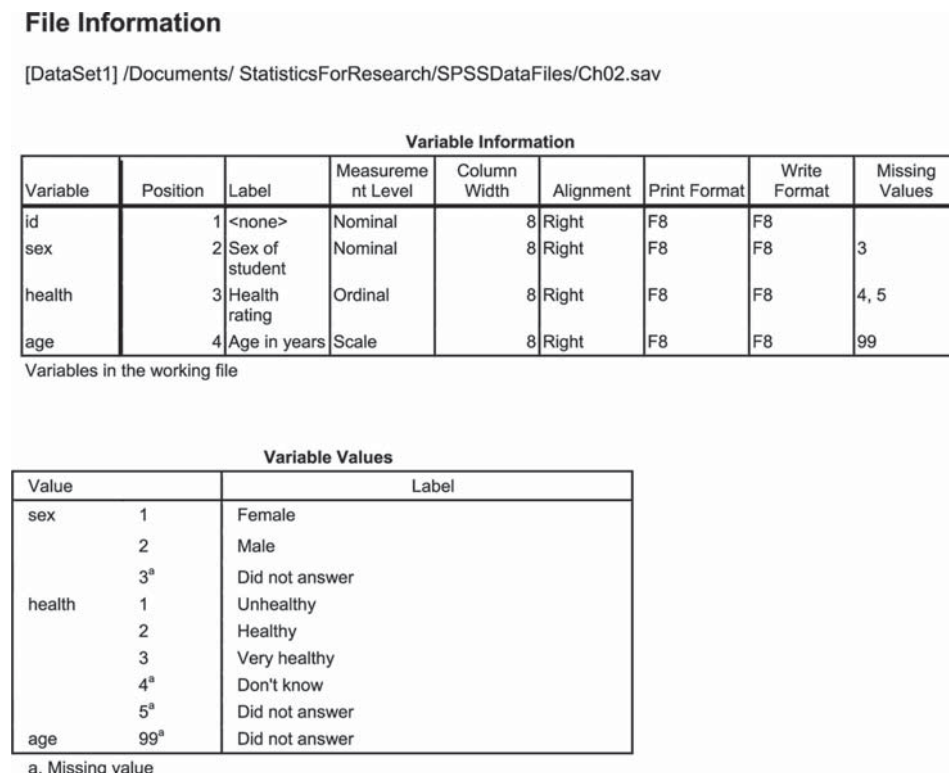 File Information
[DataSet1] /Documents/ StatisticsForResearch/SPSSDataFiles/Ch02.sav
Variable Information
Variable Position Label Measureme nt Level Column Width Alignment Print Format Write Format Missing Values
id 1 <none> Nominal 8 Right F8 F8
sex 2 Sex of student Nominal 8 Right F8 F8 3
health 3 Health rating Ordinal 8 Right F8 F8 4, 5
age 4 Age in years Scale 8 Right F8 F8 99
Variables in the working file
Variable Values
Value Label
sex 1 Female
2 Male
3a Did not answer
health 1 Unhealthy
2 Healthy
3 Very healthy
4a Don't know
5a Did not answer
age 99a Did not answer
a. Missing value